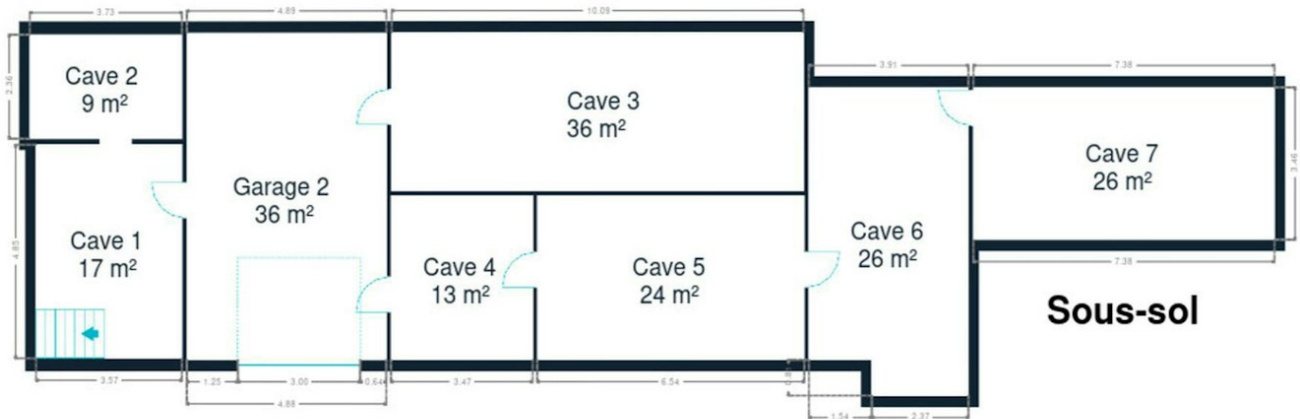 3.73
4.89
10.09
3.91
7.38
2.36
Cave 2
9 m²
Cave 3
36 m²
Garage 2
36 m²
Cave 7
26 m²
3.46
4.85
Cave 1
17 m²
Cave 4
13 m²
Cave 5
24 m²
Cave 6
26 m²
7.38
Sous-sol
3.57
1.25
3.00
0.64
3.47
6.54
4.88
1.54
2.37